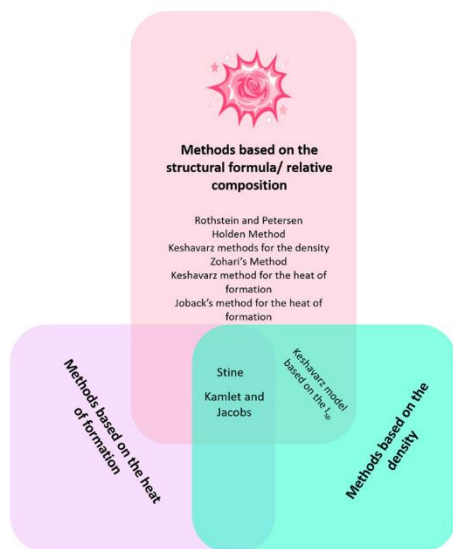 Methods based on the
structural formula/ relative
composition
Rothstein and Petersen
Holden Method
Keshavarz methods for the density
Zohari's Method
Keshavarz method for the heat of
formation
Joback's method for the heat of
formation
Methods based on the heat
of formation
Stine
Kamlet and
Jacobs
Keshavarz model
based on the Isp
Methods based on the
density